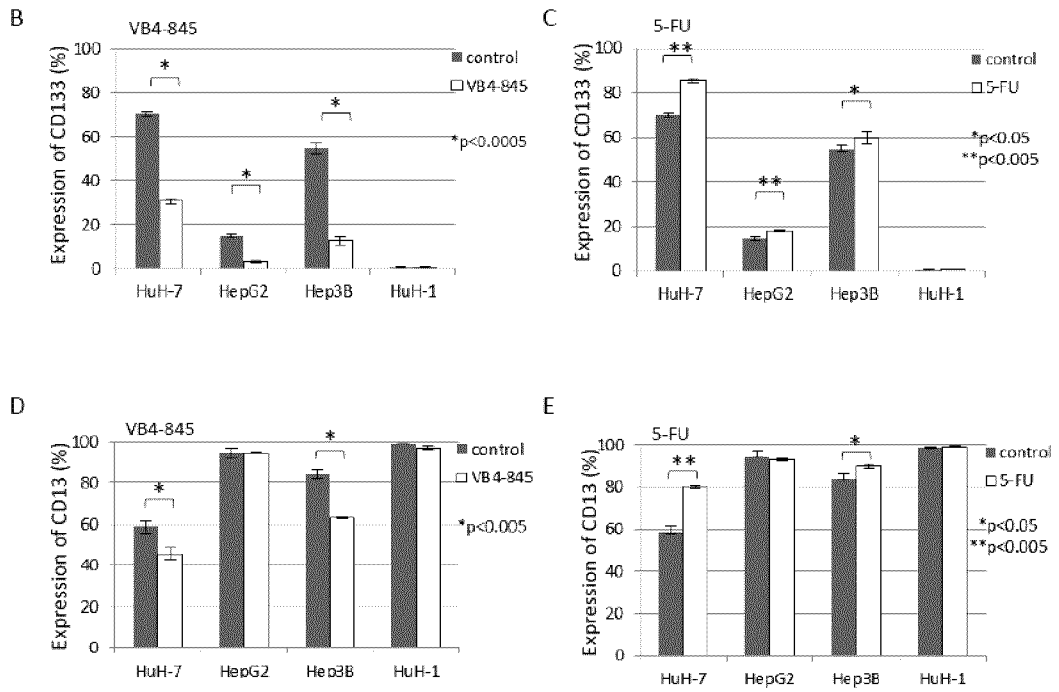 B
VB4-845
Expression of CD133 (%)
100
80
60
40
20
0
*
*
*
control
VB4-845
*p<0.0005
HuH-7 HepG2 Hep3B HuH-1
C
5-FU
Expression of CD133 (%)
100
80
60
40
20
0
**
**
*
control
5-FU
*p<0.05
**p<0.005
HuH-7 HepG2 Hep3B HuH-1
D
VB4-845
Expression of CD13 (%)
100
80
60
40
20
0
*
*
control
VB4-845
*p<0.005
HuH-7 HepG2 Hep3B HuH-1
E
5-FU
Expression of CD13 (%)
100
80
60
40
20
0
**
*
control
5-FU
*p<0.05
**p<0.005
HuH-7 HepG2 Hep3B HuH-1